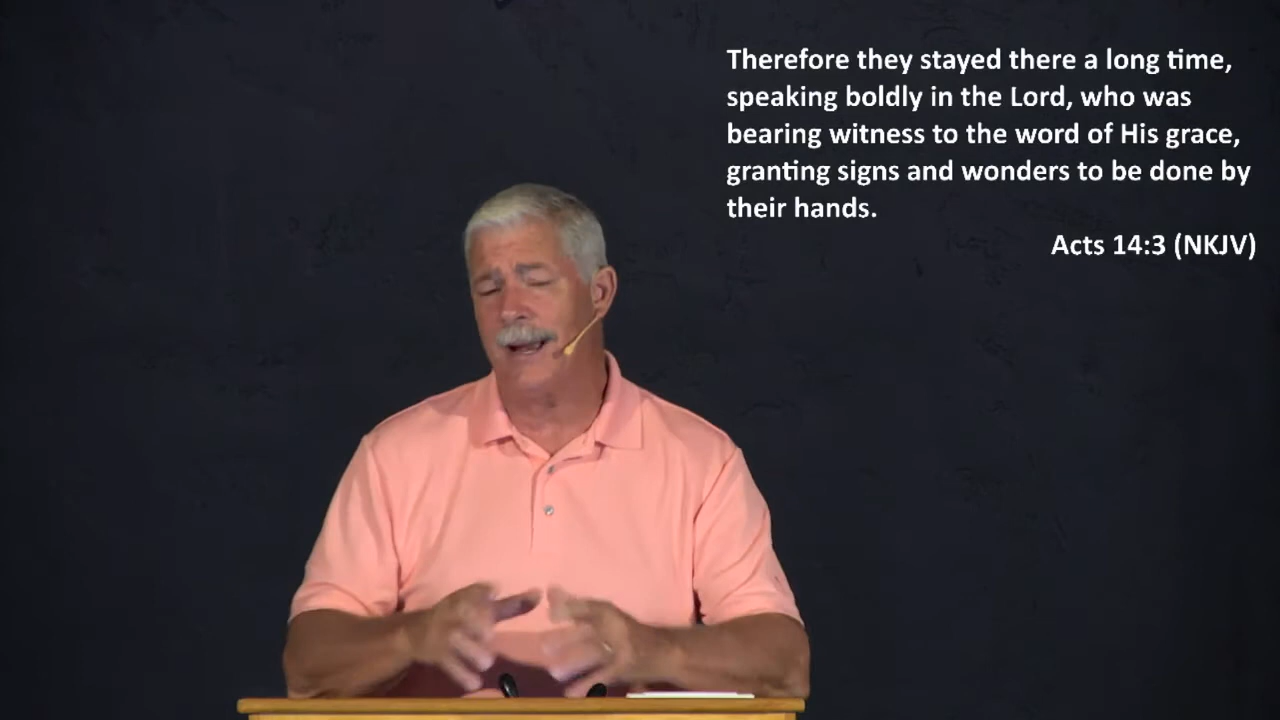 Therefore they stayed there a long time,
speaking boldly in the Lord, who was
bearing witness to the word of His grace,
granting signs and wonders to be done by
their hands.
Acts 14:3 (NKJV)